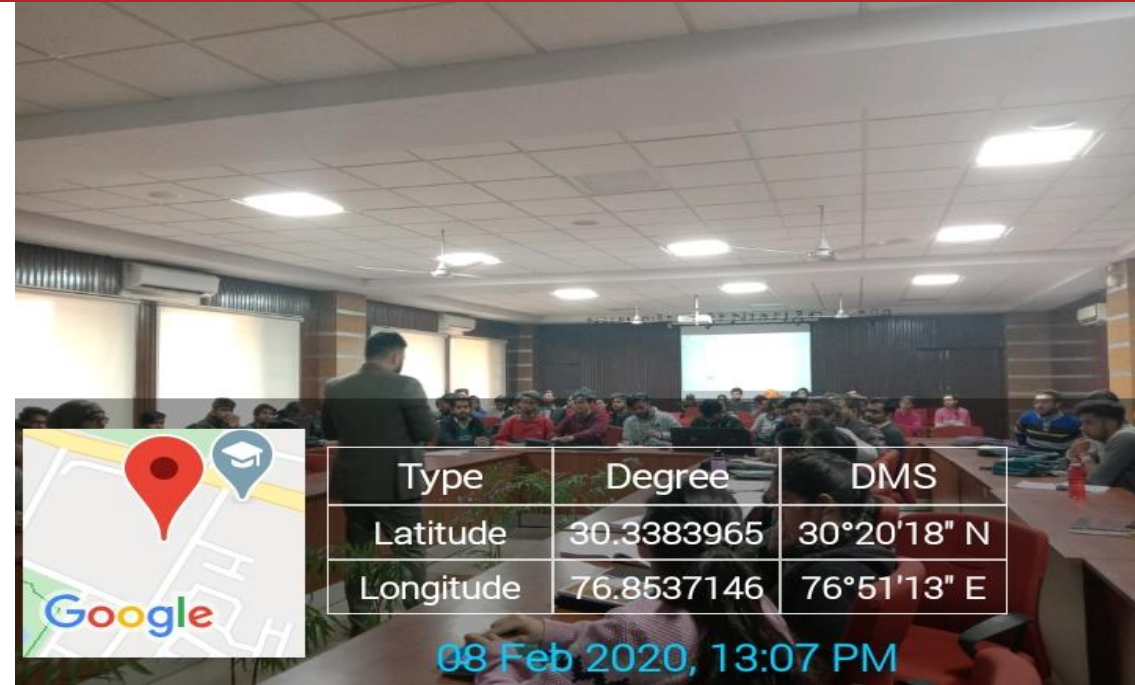 Type Degree DMS
Latitude 30.3383965 30°20'18" N
Longitude 76.8537146 76°51'13" E
Google
08 Feb 2020, 13:07 PM